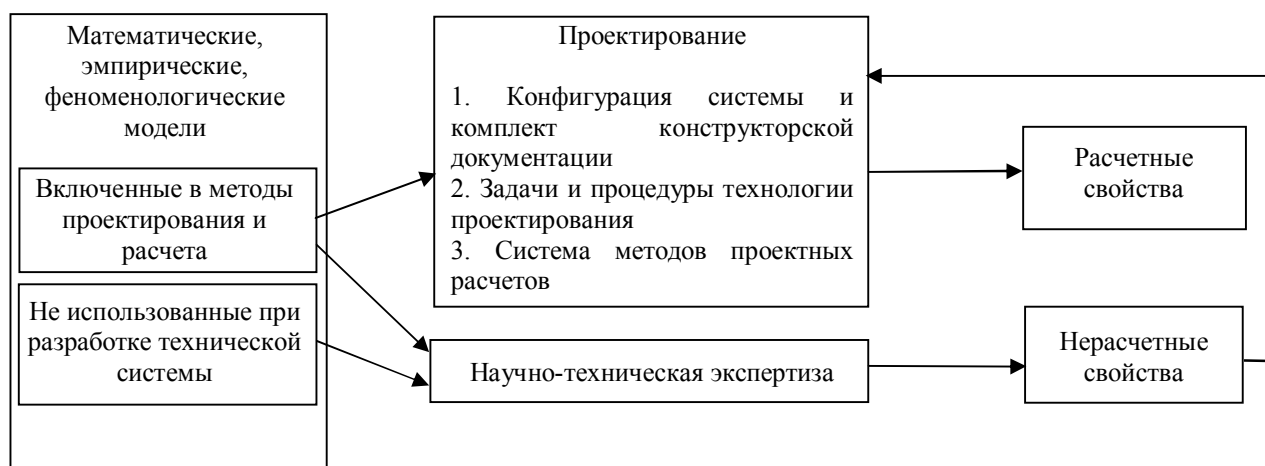 Математические,
эмпирические,
феноменологические
модели
Включенные в методы
проектирования и
расчета
Не использованные при
разработке технической
системы
Проектирование
1. Конфигурация системы и
комплект конструкторской
документации
2. Задачи и процедуры технологии
проектирования
3. Система методов проектных
расчетов
Научно-техническая экспертиза
Расчетные
свойства
Нерасчетные
свойства